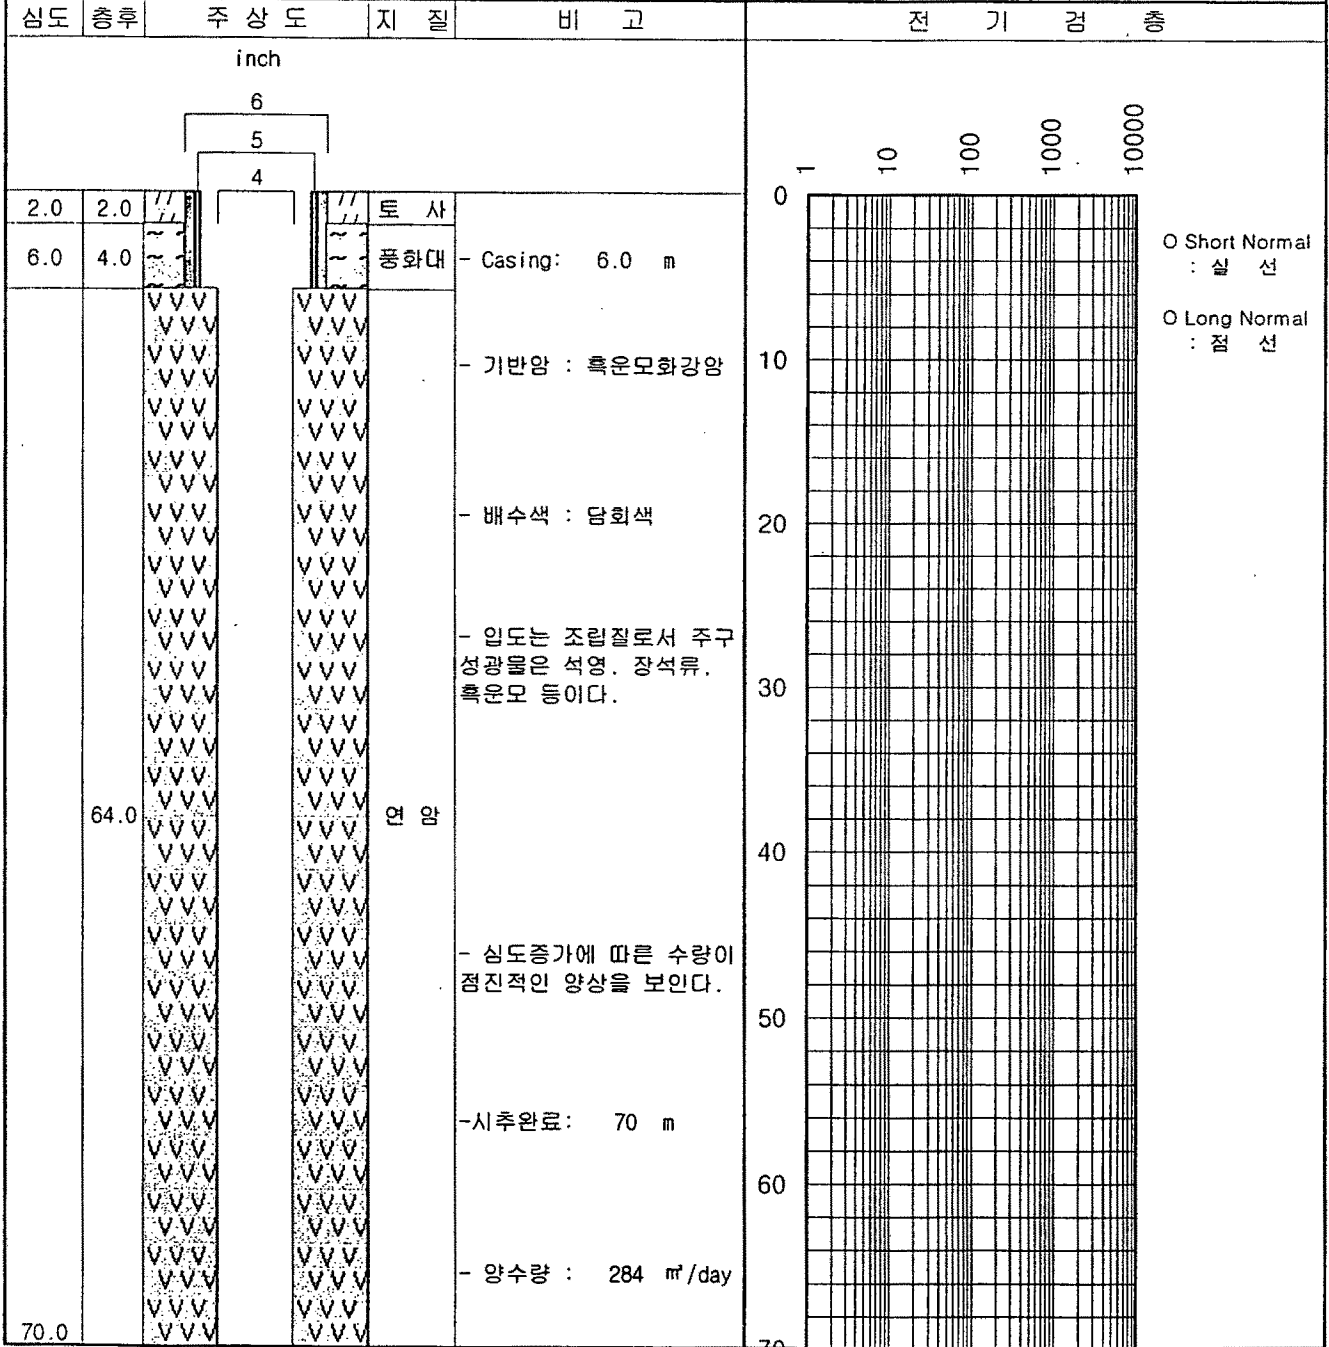 심도 층후 주 상 도 지 질 비 고 전 기 검 층
inch
6
5
4
2.0 2.0 토 사
6.0 4.0 풍화대 - Casing: 6.0 m
- 기반암 : 흑운모화강암
- 배수색 : 담회색
- 입도는 조립질로서 주구
성광물은 석영. 장석류.
흑운모 등이다.
64.0 연 암
- 심도증가에 따른 수량이
점진적인 양상을 보인다.
-시추완료: 70 m
- 양수량 : 284 ㎥/day
70.0
1 10 100 1000 10000
0
10
20
30
40
50
60
70
O Short Normal
: 실 선
O Long Normal
: 점 선